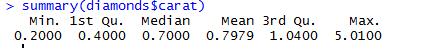 > summary(diamonds$carat)
Min. 1st Qu. Median Mean 3rd Qu. Max.
0.2000 0.4000 0.7000 0.7979 1.0400 5.0100